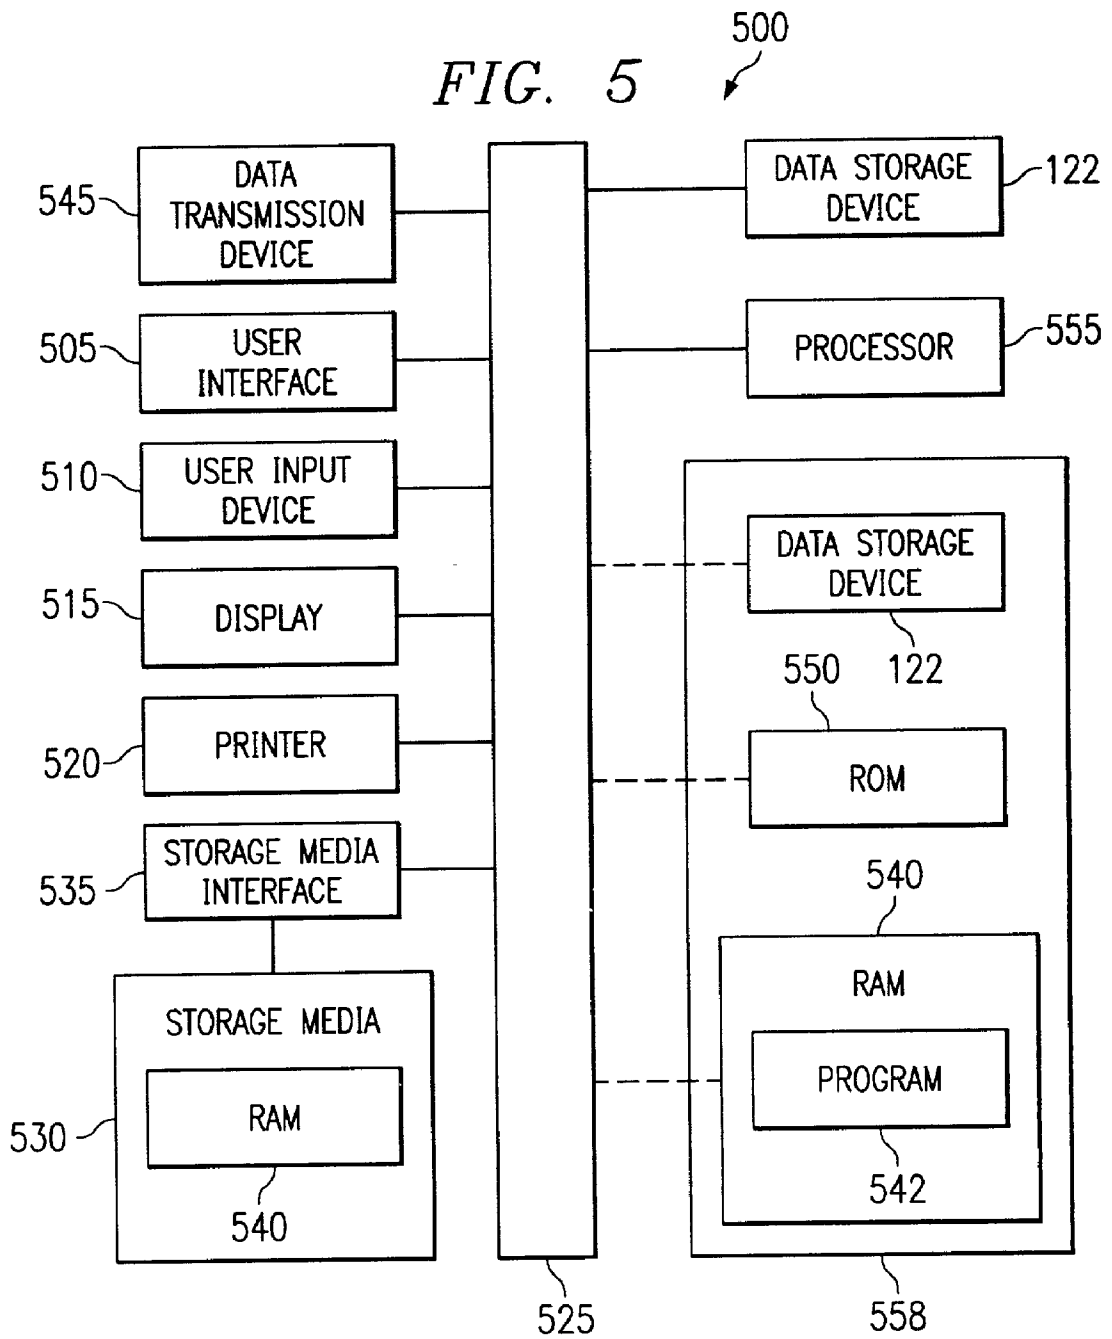 500
FIG. 5
545
DATA
TRANSMISSION
DEVICE
DATA STORAGE
DEVICE
122
505
USER
INTERFACE
PROCESSOR
555
510
USER INPUT
DEVICE
DATA STORAGE
DEVICE
122
515
DISPLAY
550
520
PRINTER
ROM
535
STORAGE MEDIA
INTERFACE
540
RAM
STORAGE MEDIA
PROGRAM
530
RAM
540
542
525
558